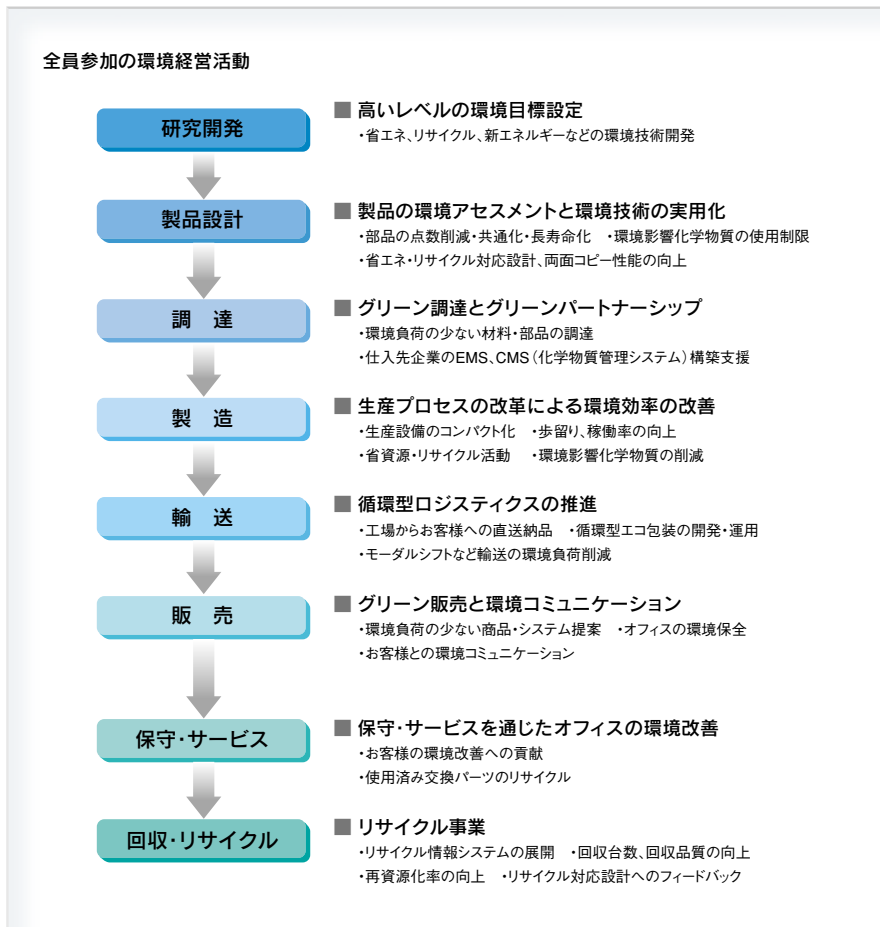 全員参加の環境経営活動
研究開発
■ 高いレベルの環境目標設定
・省エネ、リサイクル、新エネルギーなどの環境技術開発
製品設計
■ 製品の環境アセスメントと環境技術の実用化
・部品の点数削減・共通化・長寿命化 ・環境影響化学物質の使用制限
・省エネ・リサイクル対応設計、両面コピー性能の向上
調 達
■ グリーン調達とグリーンパートナーシップ
・環境負荷の少ない材料・部品の調達
・仕入先企業のEMS、CMS（化学物質管理システム）構築支援
製 造
■ 生産プロセスの改革による環境効率の改善
・生産設備のコンパクト化 ・歩留り、稼働率の向上
・省資源・リサイクル活動 ・環境影響化学物質の削減
輸 送
■ 循環型ロジスティクスの推進
・工場からお客様への直送納品 ・循環型エコ包装の開発・運用
・モーダルシフトなど輸送の環境負荷削減
販 売
■ グリーン販売と環境コミュニケーション
・環境負荷の少ない商品・システム提案 ・オフィスの環境保全
・お客様との環境コミュニケーション
保守・サービス
■ 保守・サービスを通じたオフィスの環境改善
・お客様の環境改善への貢献
・使用済み交換パーツのリサイクル
回収・リサイクル
■ リサイクル事業
・リサイクル情報システムの展開 ・回収台数、回収品質の向上
・再資源化率の向上 ・リサイクル対応設計へのフィードバック